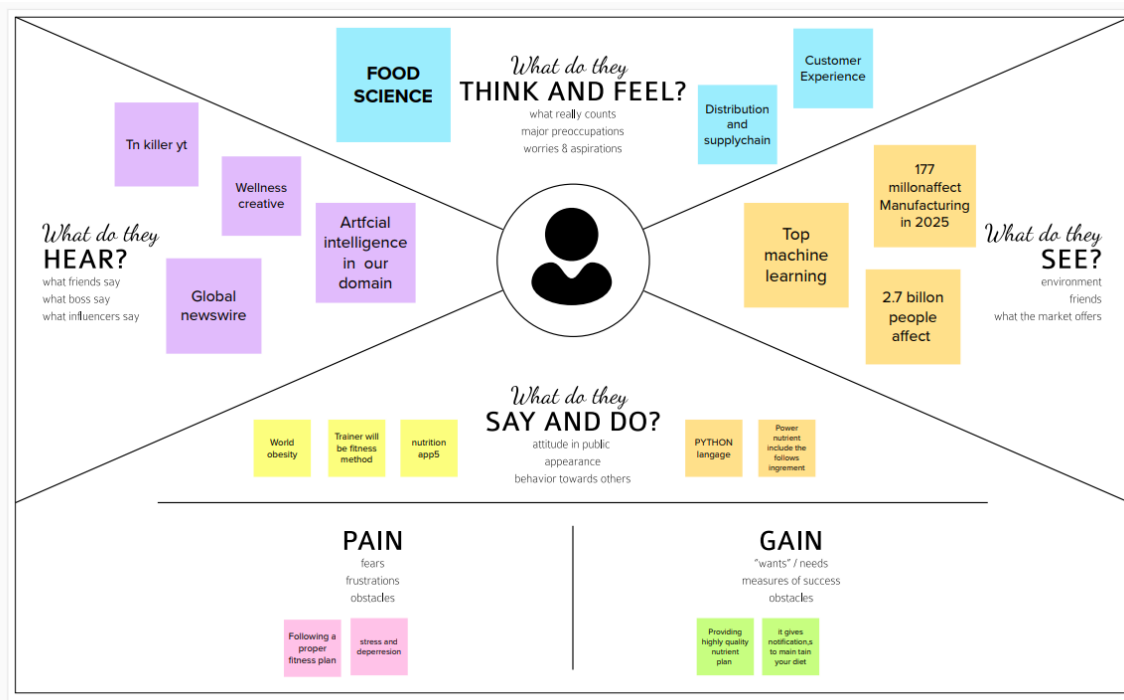 What do they
THINK AND FEEL?
what really counts
major preoccupations
worries & aspirations
FOOD
SCIENCE
Distribution
and
supplychain
Customer
Experience
What do they
HEAR?
what friends say
what boss say
what influencers say
Tn killer yt
Wellness
creative
Artfcial
intelligence
in our
domain
Global
newswire
What do they
SEE?
environment
friends
what the market offers
Top
machine
learning
177
millonaffect
Manufacturing
in 2025
2.7 billon
people
affect
What do they
SAY AND DO?
attitude in public
appearance
behavior towards others
World
obesity
Trainer will
be fitness
method
nutrition
app5
PYTHON
langage
Power
nutrient
include the
follows
ingrement
PAIN
fears
frustrations
obstacles
Following a
proper
fitness plan
stress and
deperresion
GAIN
"wants" / needs
measures of success
obstacles
Providing
highly quality
nutrient
plan
it gives
notification,s
to main tain
your diet